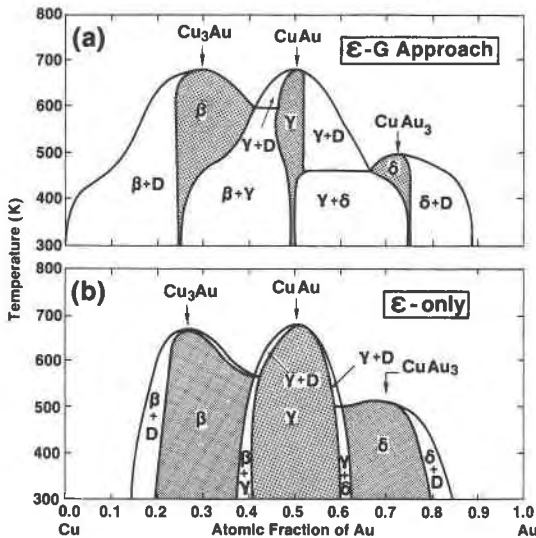 (a)
Cu₃Au
CuAu
ε-G Approach
CuAu₃
β
γ
δ
γ+D
γ+D
β+D
β+γ
γ+δ
δ+D
800
700
600
500
400
300
Temperature (K)
(b)
Cu₃Au
CuAu
ε-only
γ+D
CuAu₃
γ+D
β+D
β
γ
δ
β+γ
γ+δ
δ+D
800
700
600
500
400
300
0.0 0.1 0.2 0.3 0.4 0.5 0.6 0.7 0.8 0.9 1.0
Cu Atomic Fraction of Au Au